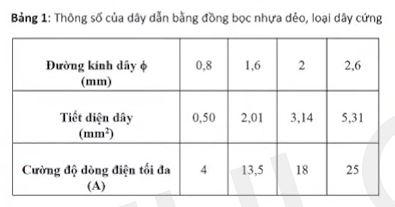 Bảng 1: Thông số của dây dẫn bằng đồng bọc nhựa dẻo, loại dây cứng
Đường kính dây ɸ 0,8 1,6 2 2,6
(mm)
Tiết diện dây 0,50 2,01 3,14 5,31
(mm²)
Cường độ dòng điện tối đa 4 13,5 18 25
(A)